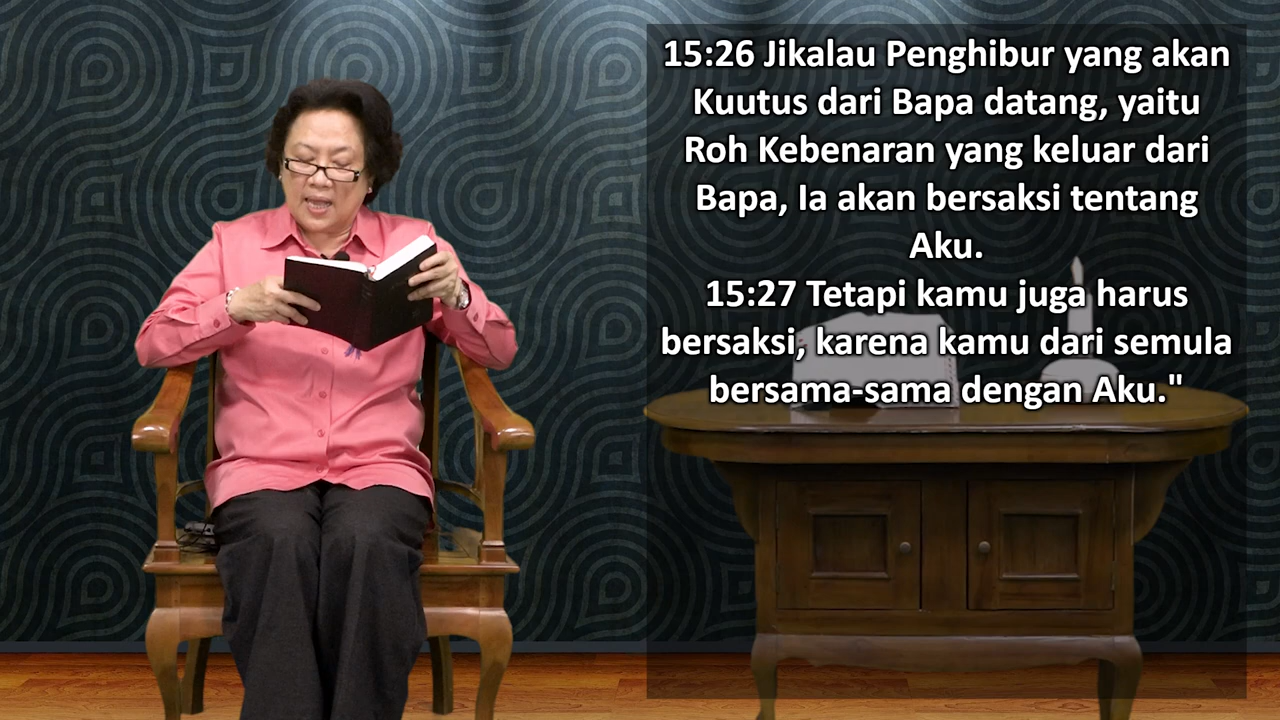 15:26 Jikalau Penghibur yang akan
Kuutus dari Bapa datang, yaitu
Roh Kebenaran yang keluar dari
Bapa, Ia akan bersaksi tentang
Aku.
15:27 Tetapi kamu juga harus
bersaksi, karena kamu dari semula
bersama-sama dengan Aku."